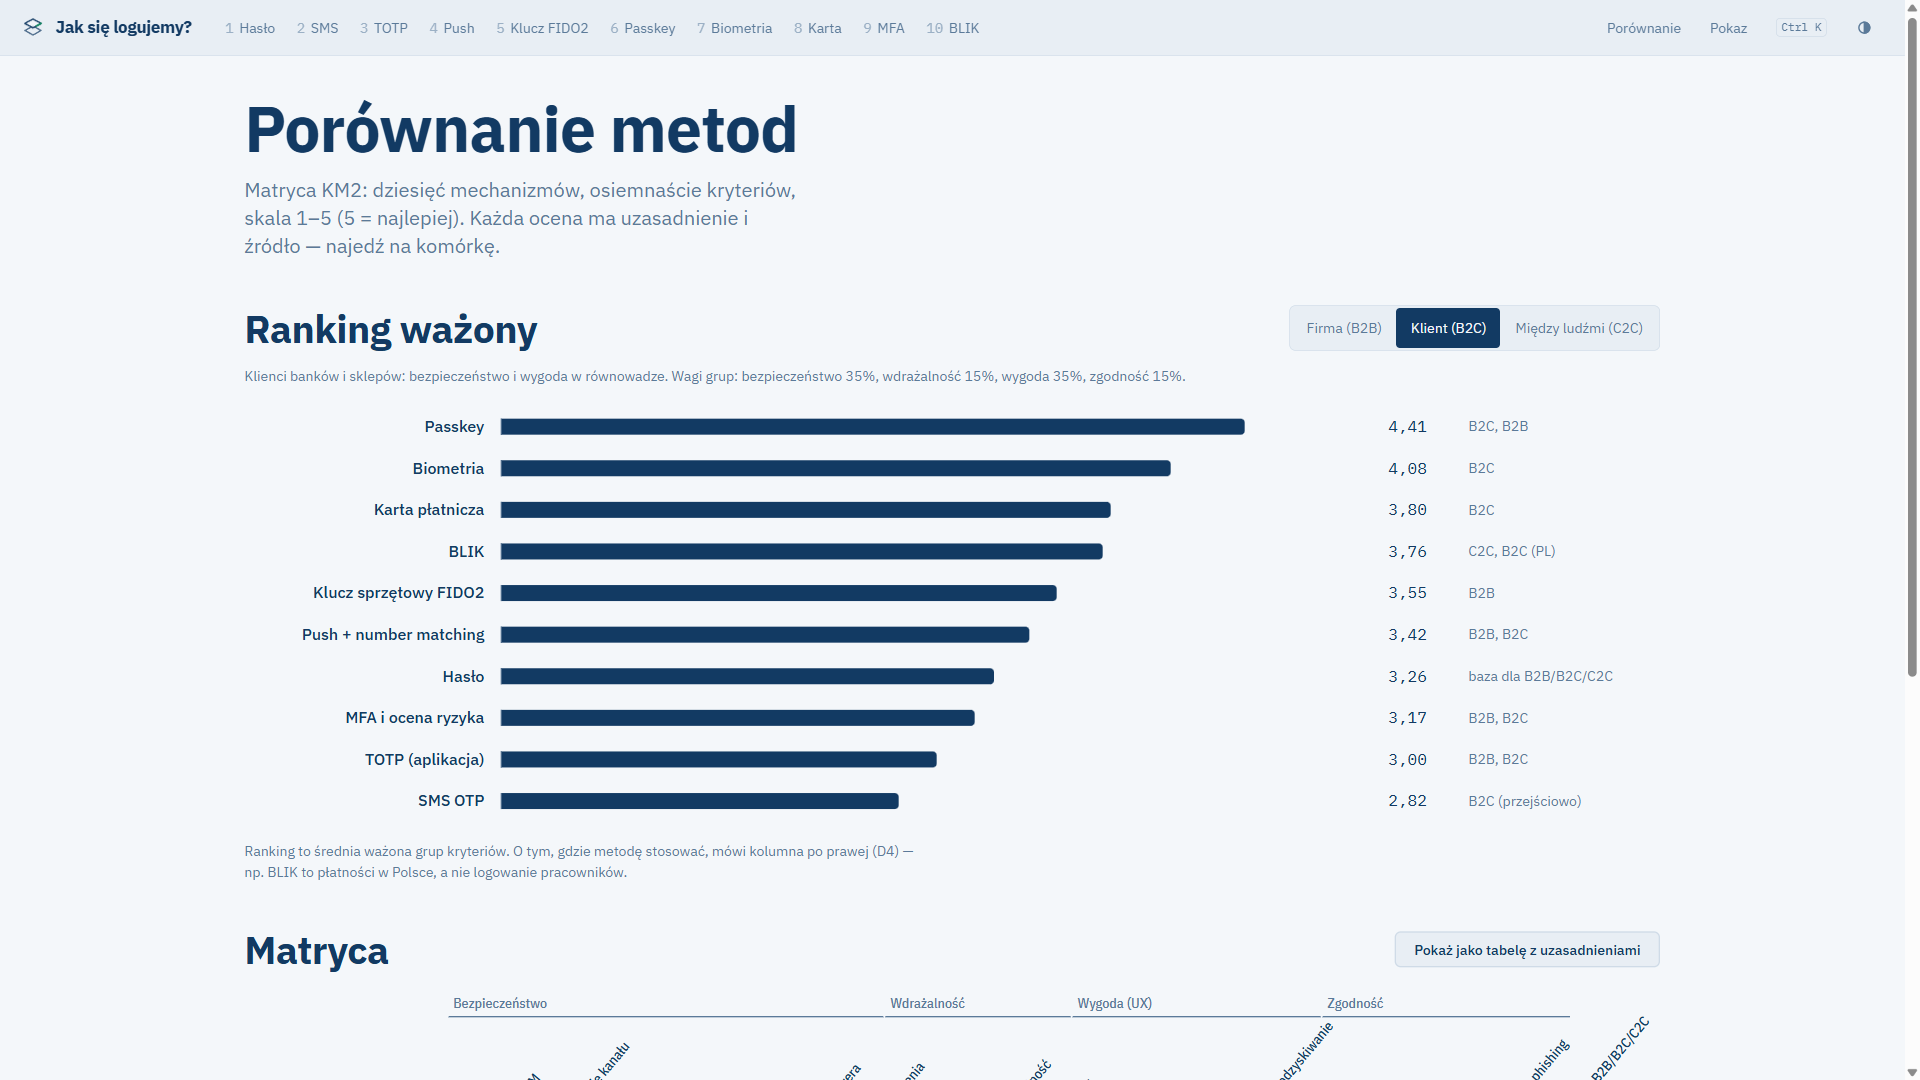 Jak się logujemy? 1 Hasło 2 SMS 3 TOTP 4 Push 5 Klucz FIDO2 6 Passkey 7 Biometria 8 Karta 9 MFA 10 BLIK Porównanie Pokaz Ctrl K
Porównanie metod
Matryca KM2: dziesięć mechanizmów, osiemnaście kryteriów,
skala 1–5 (5 = najlepiej). Każda ocena ma uzasadnienie i
źródło — najedź na komórkę.
Ranking ważony
Firma (B2B) Klient (B2C) Między ludźmi (C2C)
Klienci banków i sklepów: bezpieczeństwo i wygoda w równowadze. Wagi grup: bezpieczeństwo 35%, wdrażalność 15%, wygoda 35%, zgodność 15%.
Passkey 4,41 B2C, B2B
Biometria 4,08 B2C
Karta płatnicza 3,80 B2C
BLIK 3,76 C2C, B2C (PL)
Klucz sprzętowy FIDO2 3,55 B2B
Push + number matching 3,42 B2B, B2C
Hasło 3,26 baza dla B2B/B2C/C2C
MFA i ocena ryzyka 3,17 B2B, B2C
TOTP (aplikacja) 3,00 B2B, B2C
SMS OTP 2,82 B2C (przejściowo)
Ranking to średnia ważona grup kryteriów. O tym, gdzie metodę stosować, mówi kolumna po prawej (D4) —
np. BLIK to płatności w Polsce, a nie logowanie pracowników.
Matryca
Pokaż jako tabelę z uzasadnieniami
Bezpieczeństwo Wdrażalność Wygoda (UX) Zgodność
kanału
phishing
B2B/B2C/C2C